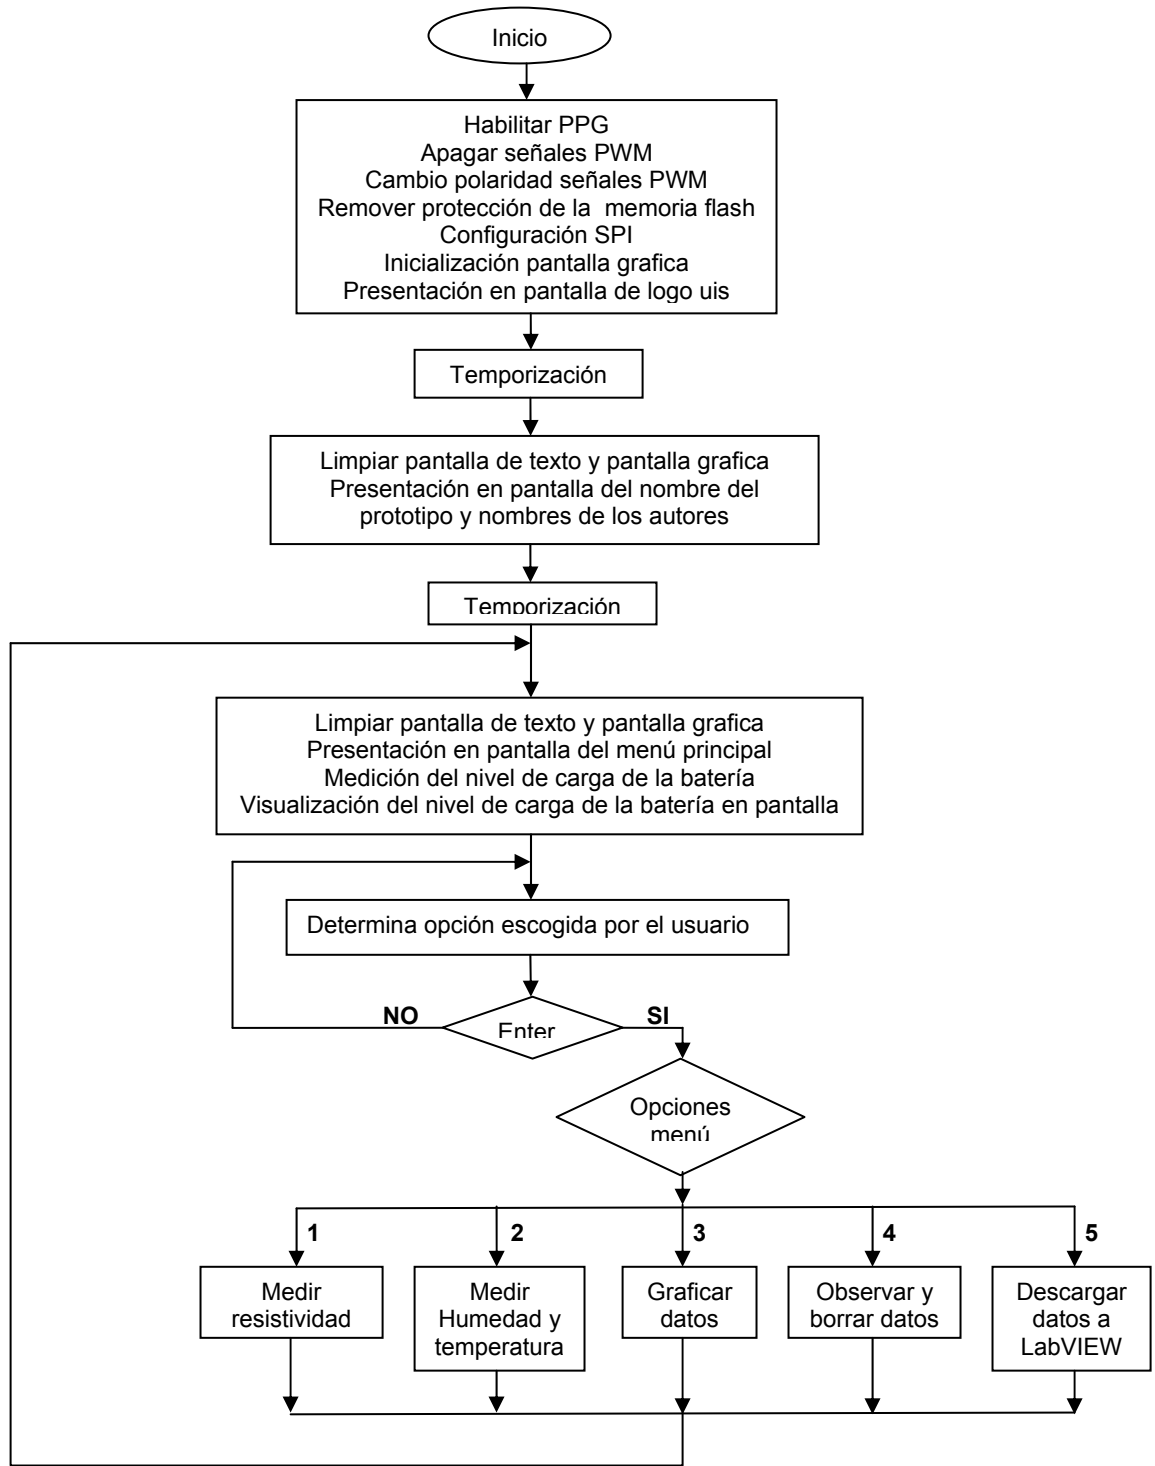 Inicio
Habilitar PPG
Apagar señales PWM
Cambio polaridad señales PWM
Remover protección de la memoria flash
Configuración SPI
Inicialización pantalla grafica
Presentación en pantalla de logo uis
Temporización
Limpiar pantalla de texto y pantalla grafica
Presentación en pantalla del nombre del
prototipo y nombres de los autores
Temporización
Limpiar pantalla de texto y pantalla grafica
Presentación en pantalla del menú principal
Medición del nivel de carga de la batería
Visualización del nivel de carga de la batería en pantalla
Determina opción escogida por el usuario
NO
Enter
SI
Opciones
menú
1
2
3
4
5
Medir
resistividad
Medir
Humedad y
temperatura
Graficar
datos
Observar y
borrar datos
Descargar
datos a
LabVIEW